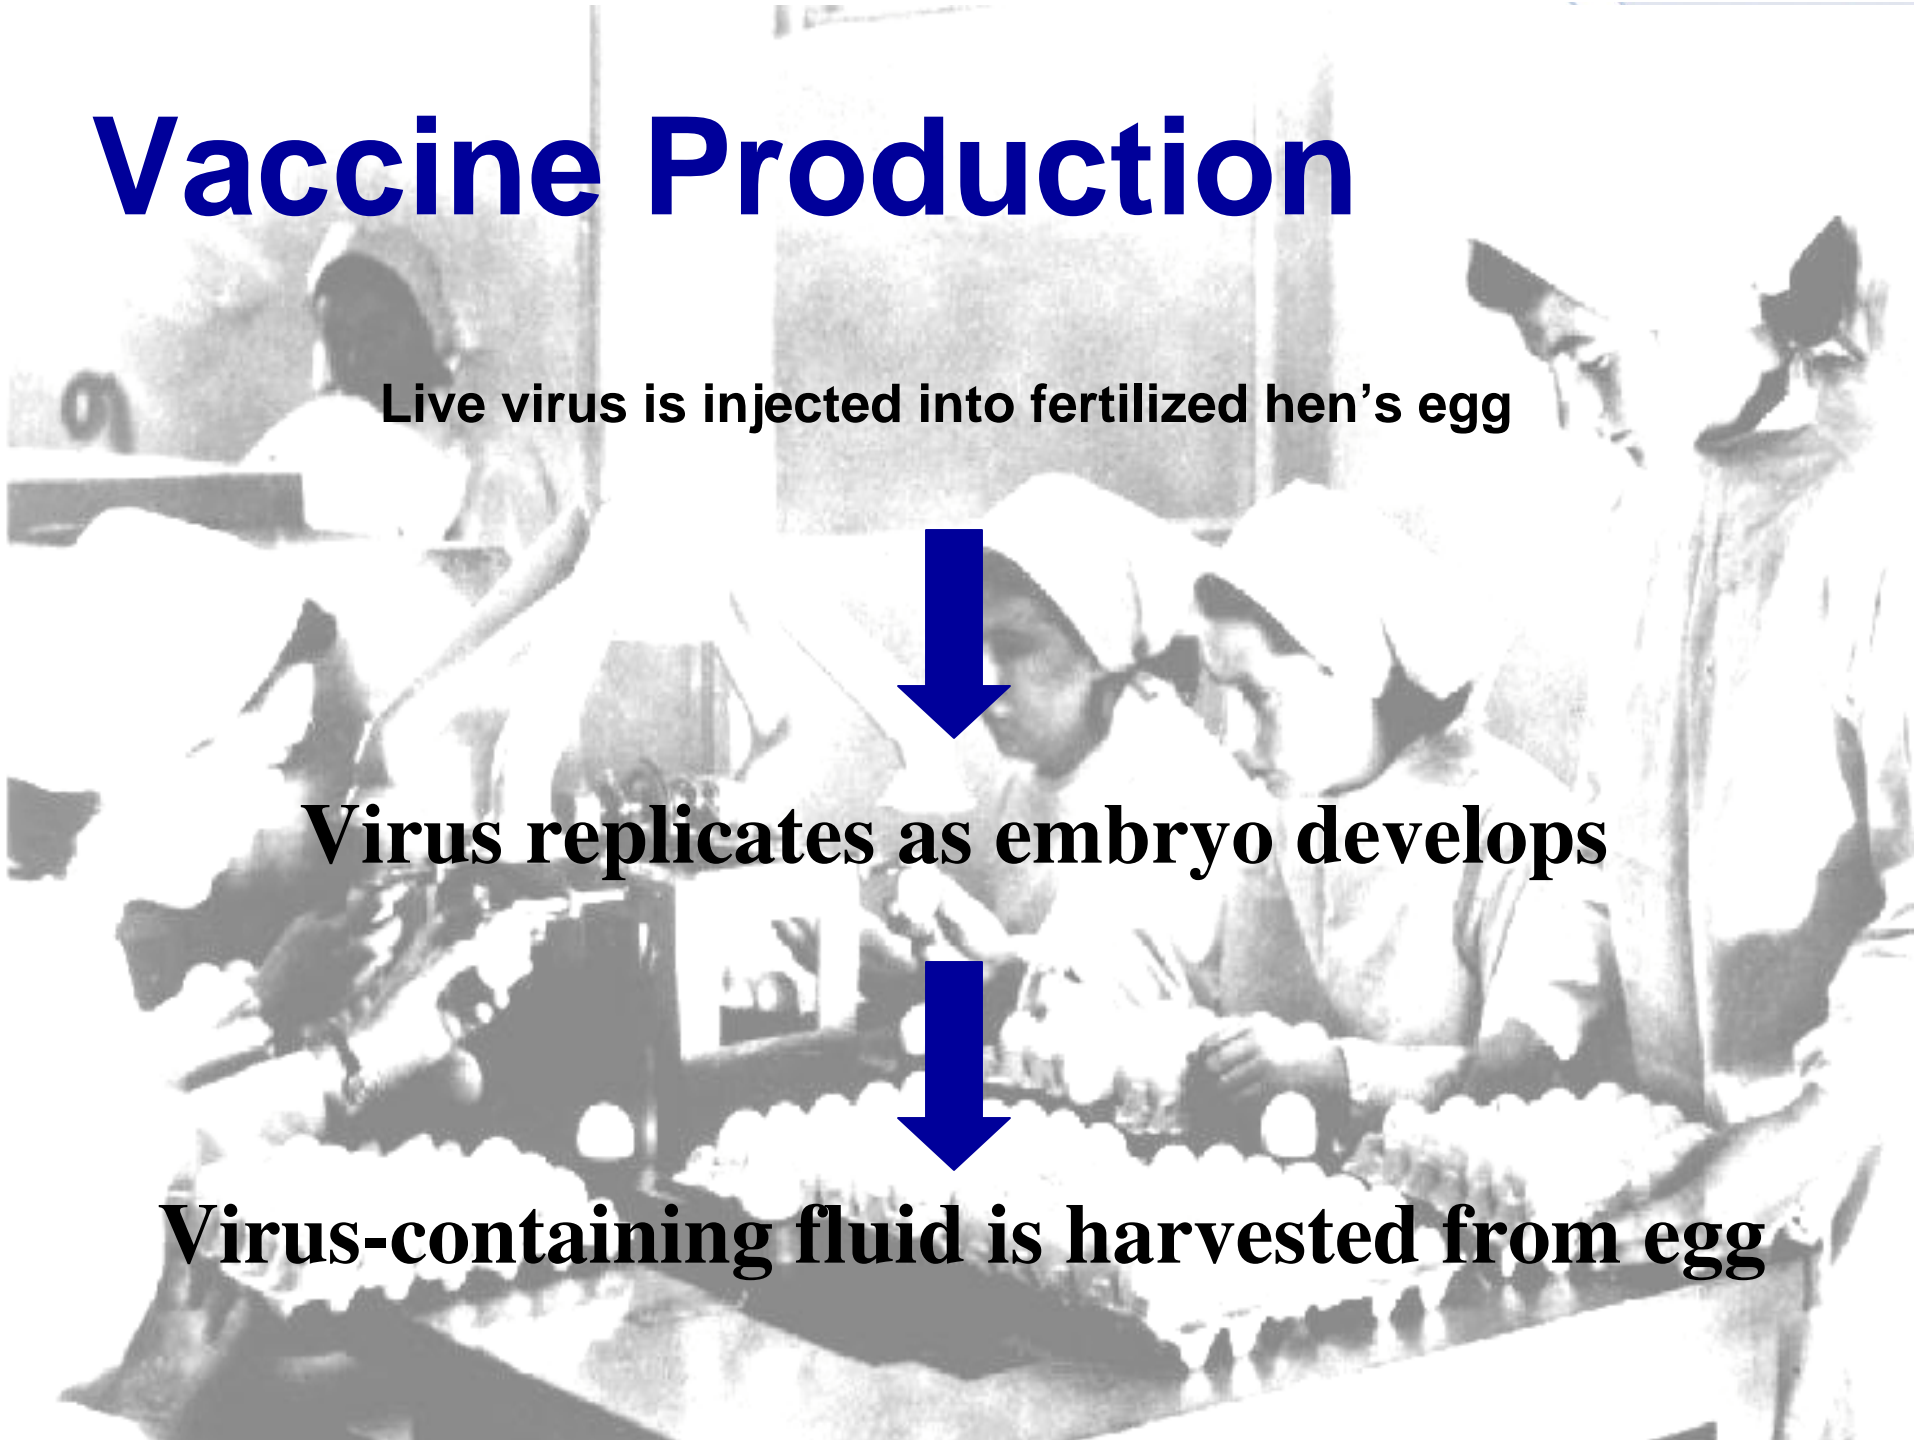 Vaccine Production
Live virus is injected into fertilized hen’s egg
Virus replicates as embryo develops
Virus-containing fluid is harvested from egg